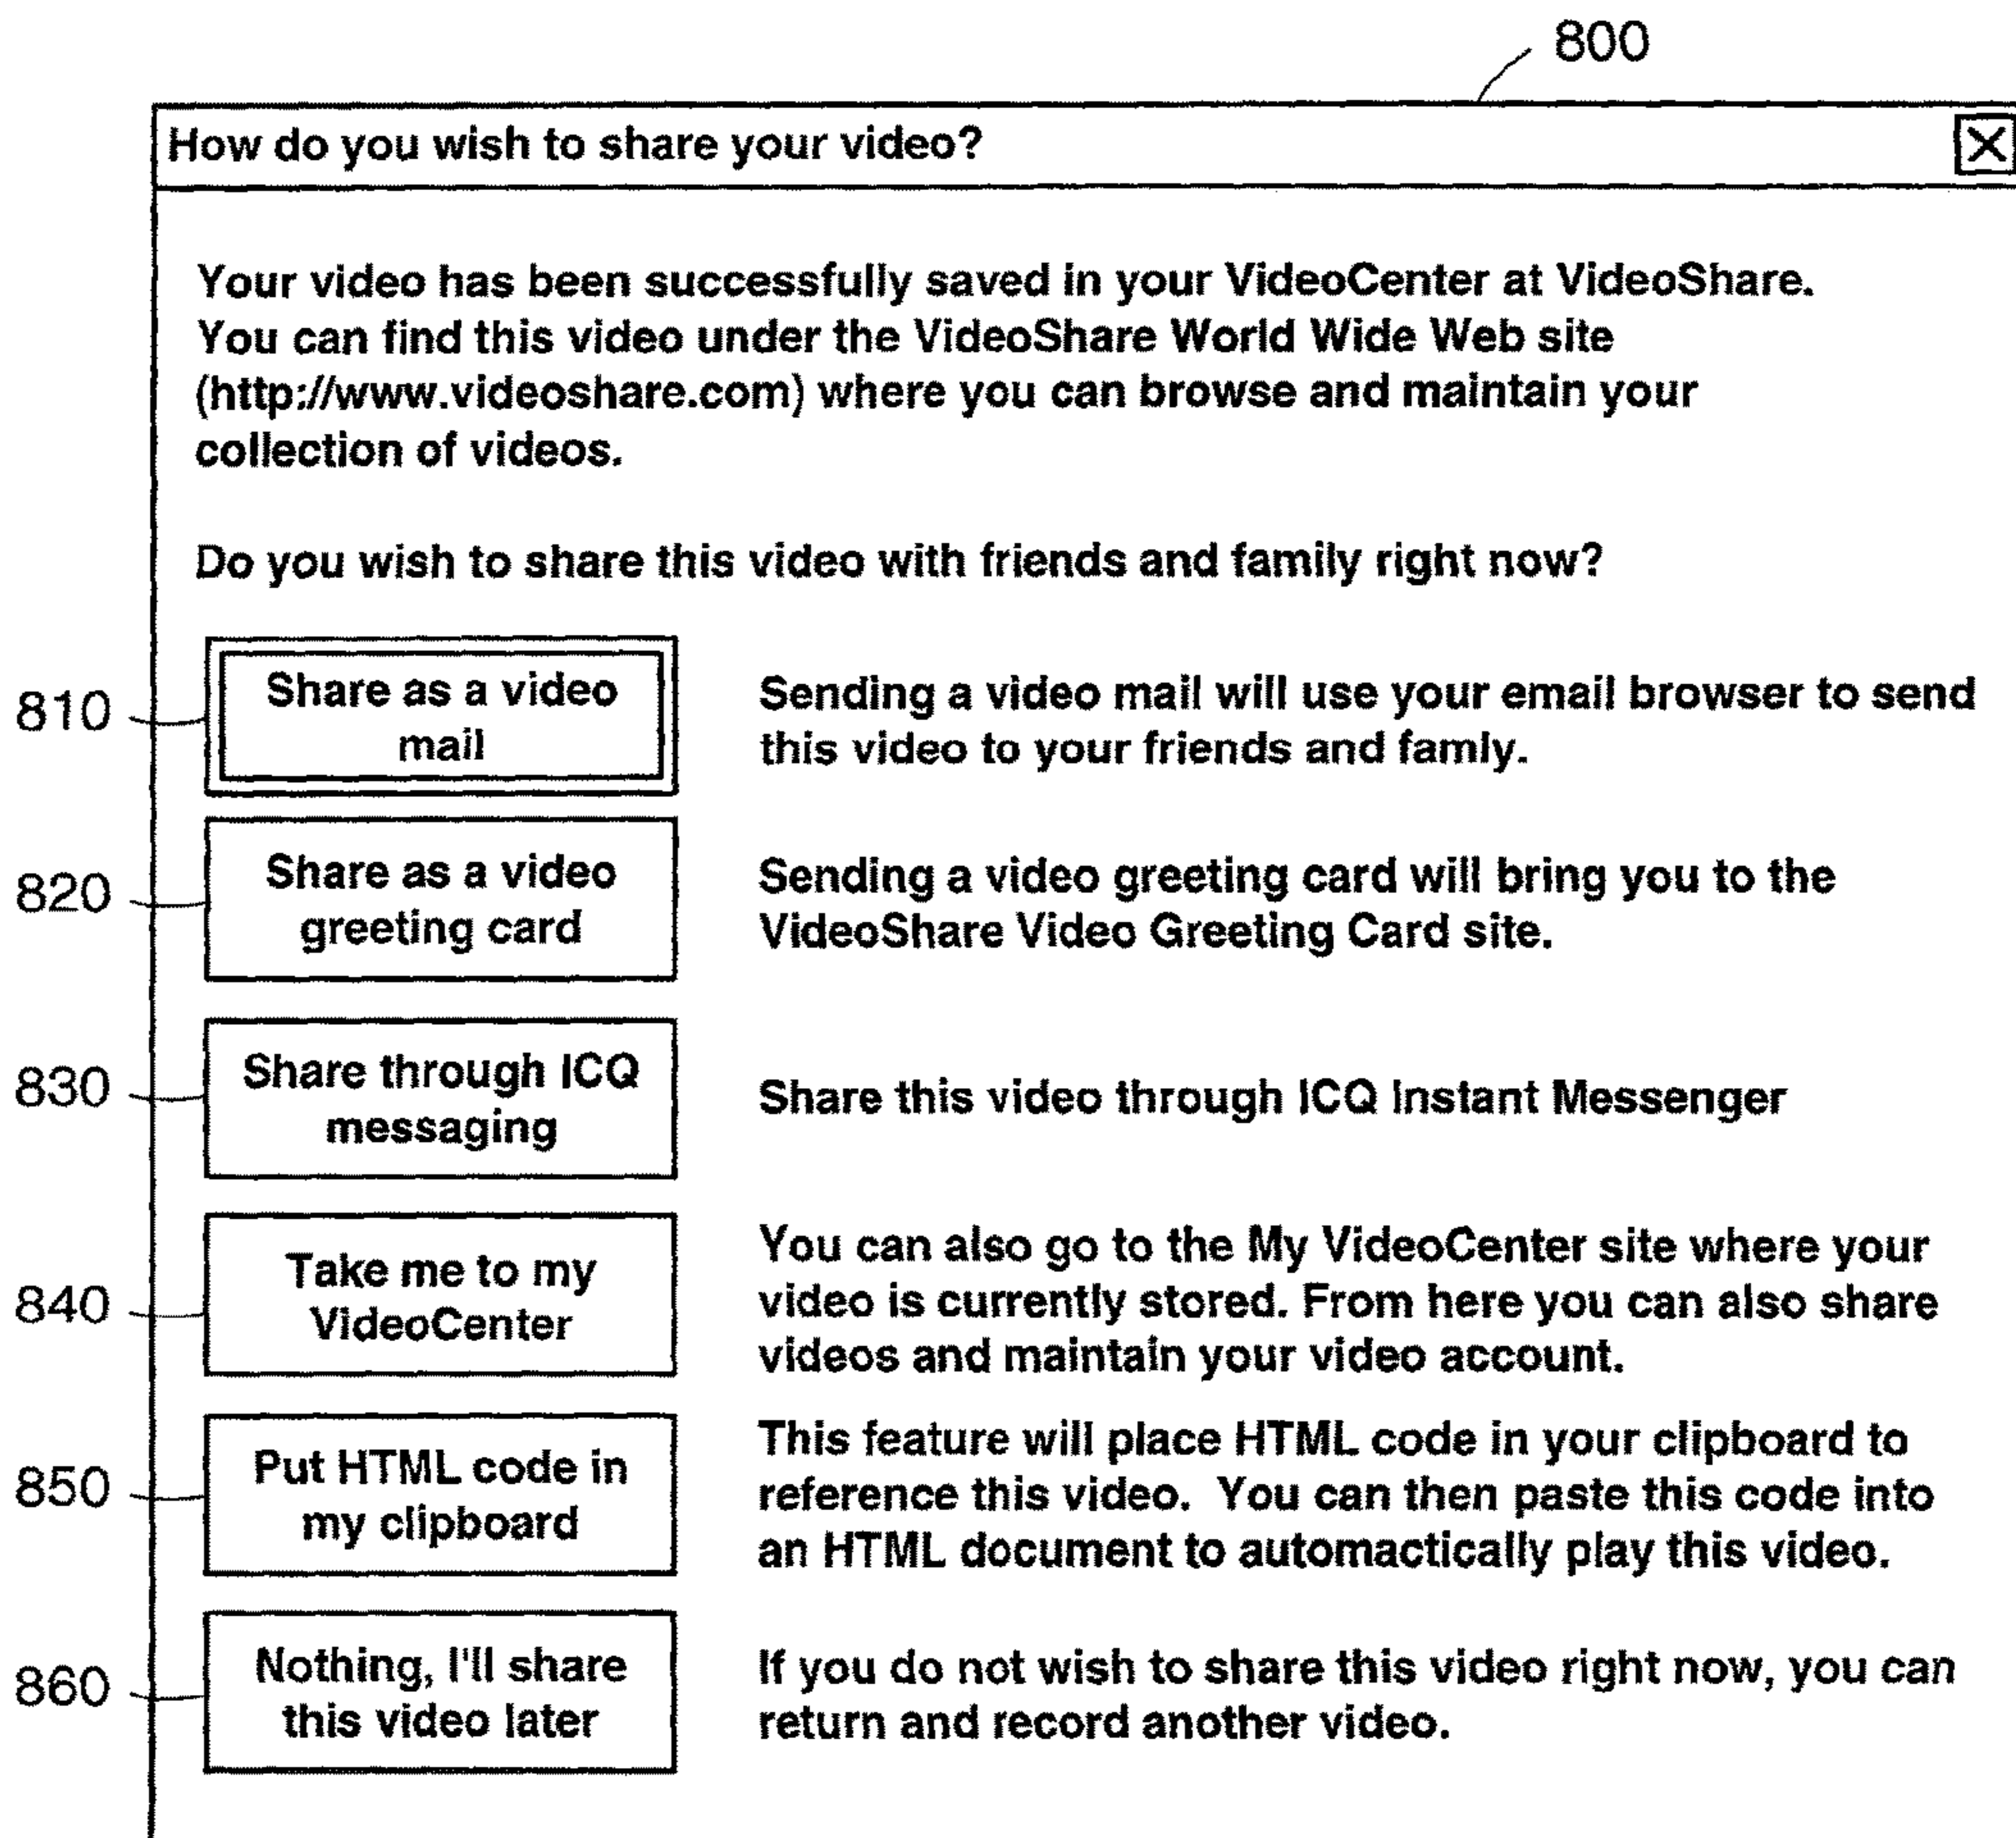 800
How do you wish to share your video?
Your video has been successfully saved in your VideoCenter at VideoShare.
You can find this video under the VideoShare World Wide Web site
(http://www.videoshare.com) where you can browse and maintain your
collection of videos.
Do you wish to share this video with friends and family right now?
810
Share as a video
mail
Sending a video mail will use your email browser to send
this video to your friends and famly.
820
Share as a video
greeting card
Sending a video greeting card will bring you to the
VideoShare Video Greeting Card site.
830
Share through ICQ
messaging
Share this video through ICQ Instant Messenger
840
Take me to my
VideoCenter
You can also go to the My VideoCenter site where your
video is currently stored. From here you can also share
videos and maintain your video account.
850
Put HTML code in
my clipboard
This feature will place HTML code in your clipboard to
reference this video.  You can then paste this code into
an HTML document to automactically play this video.
860
Nothing, I'll share
this video later
If you do not wish to share this video right now, you can
return and record another video.